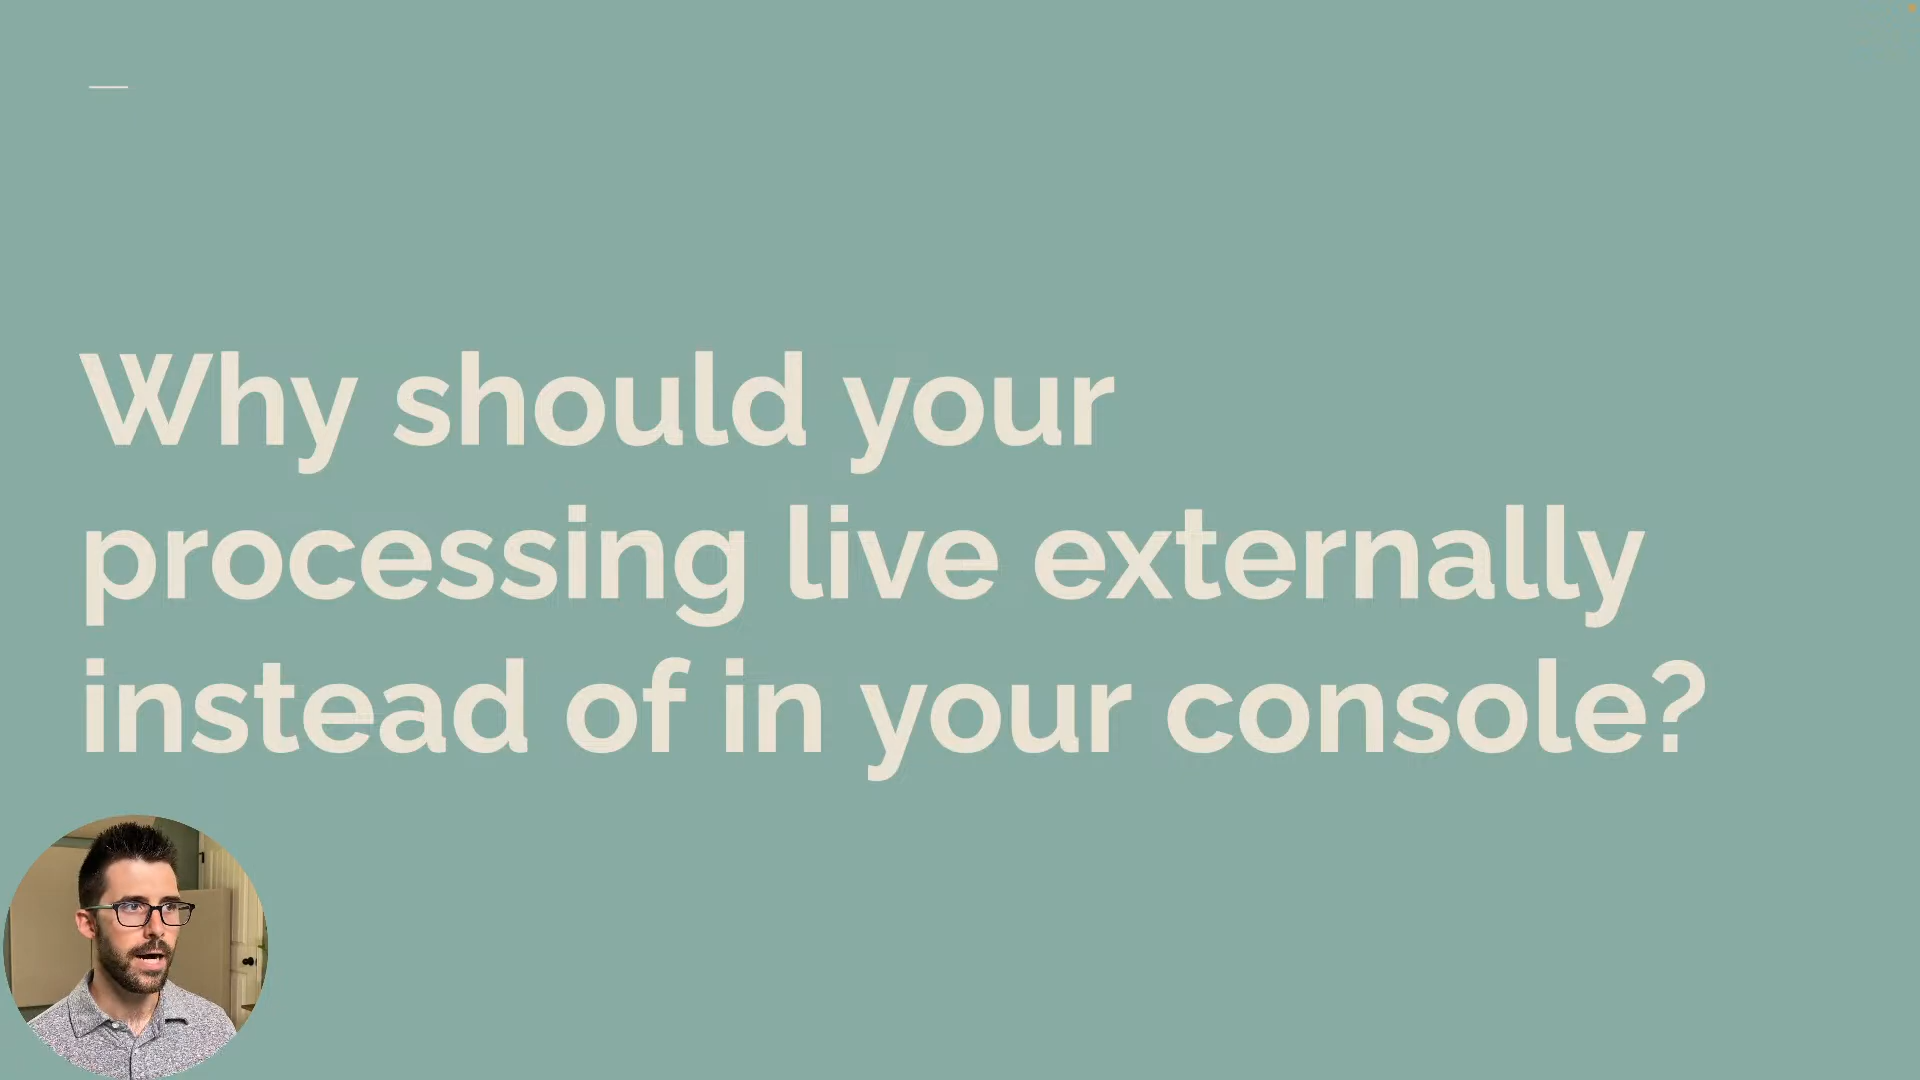 Why should your
processing live externally
instead of in your console?